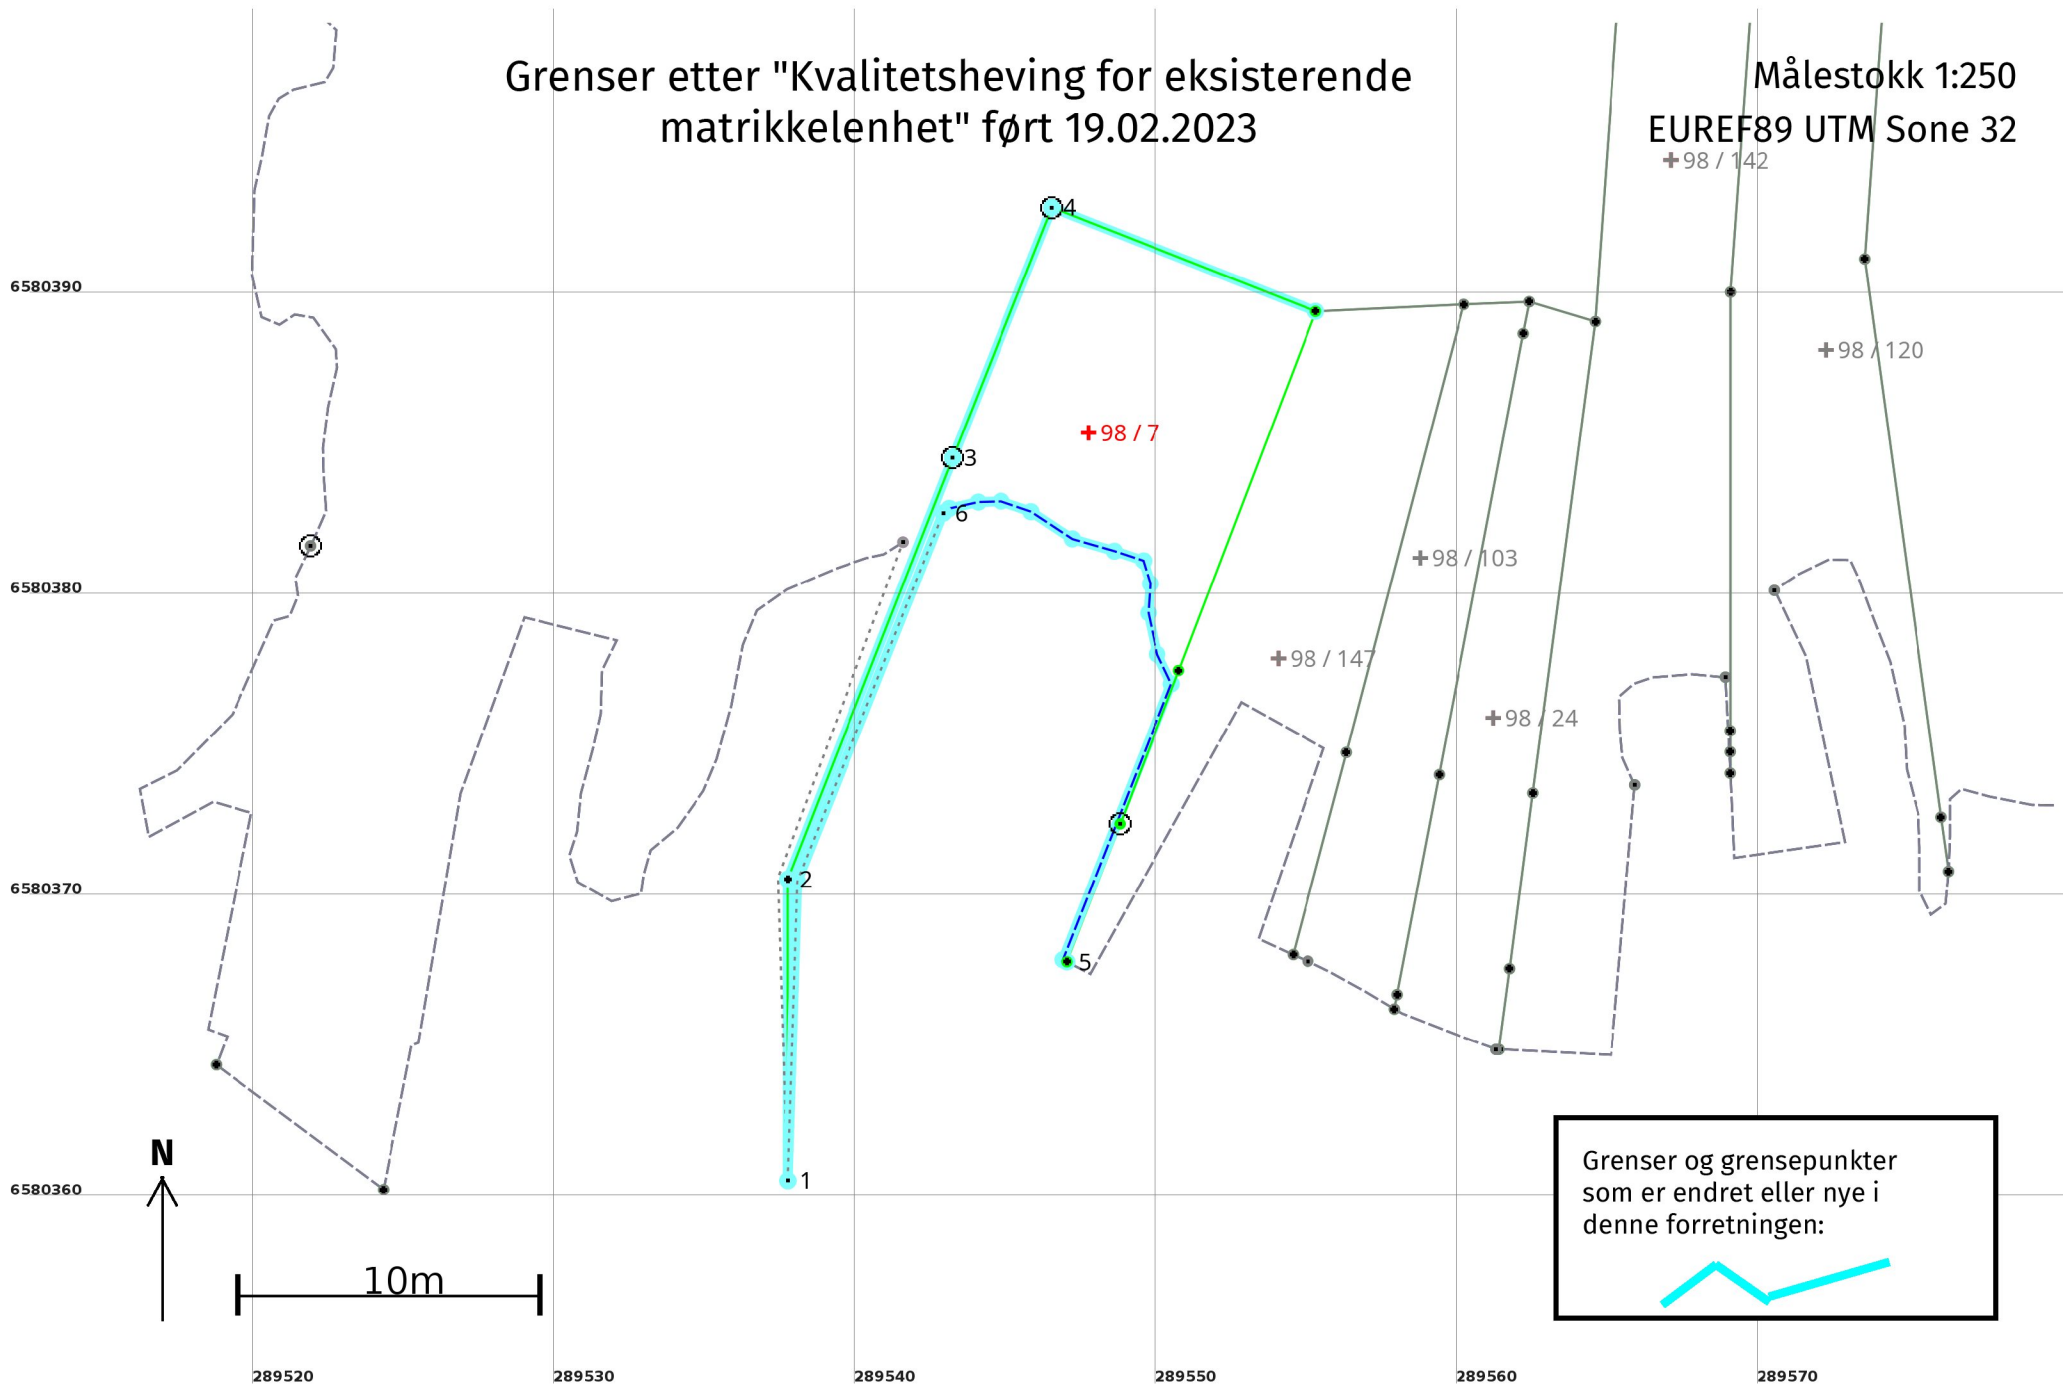 Grenser etter "Kvalitetsheving for eksisterende
matrikkelenhet" ført 19.02.2023
Målestokk 1:250
EUREF89 UTM Sone 32
98 / 142
4
6580390
98 / 120
98 / 7
3
6
98 / 103
6580380
98 / 147
98 / 24
2
6580370
5
N
1
6580360
Grenser og grensepunkter
som er endret eller nye i
denne forretningen:
10m
289520
289530
289540
289550
289560
289570